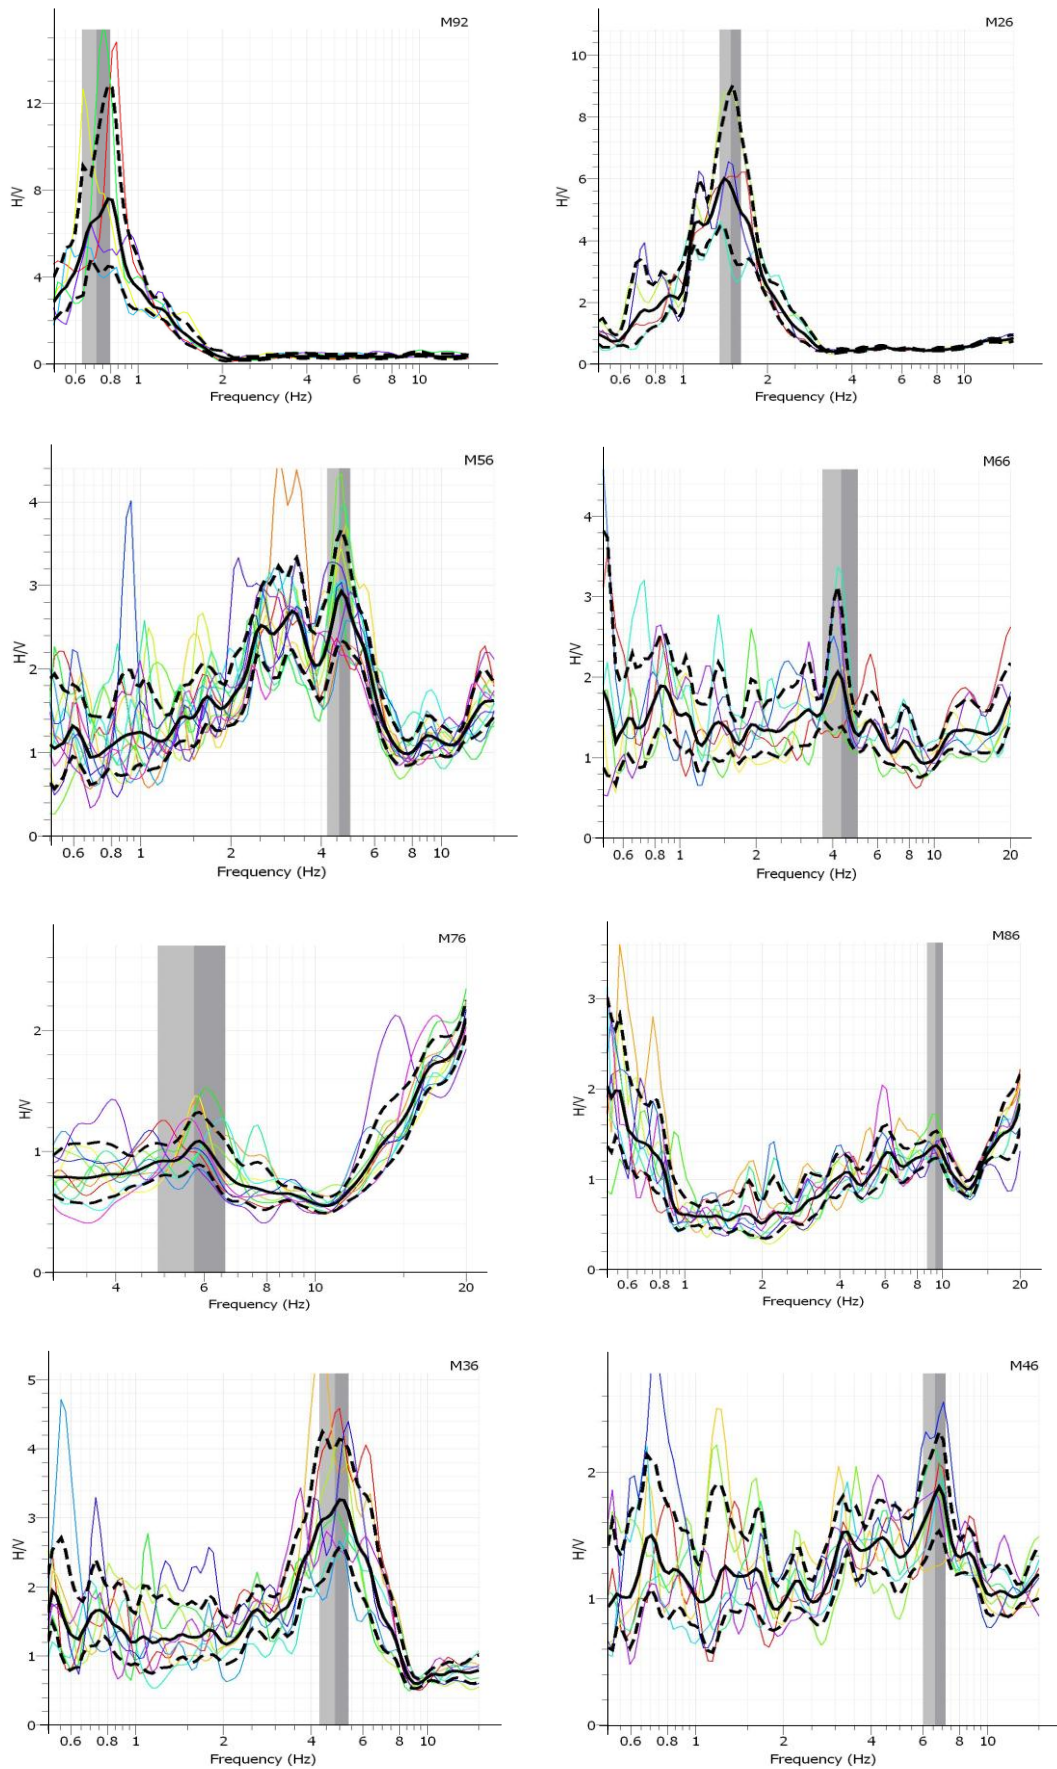 M92
H/V
12
8
4
0
0.6 0.8 1 2 4 6 8 10
Frequency (Hz)
M26
H/V
10
8
6
4
2
0
0.6 0.8 1 2 4 6 8 10
Frequency (Hz)
M56
H/V
4
3
2
1
0
0.6 0.8 1 2 4 6 8 10
Frequency (Hz)
M66
H/V
4
3
2
1
0
0.6 0.8 1 2 4 6 8 10 20
Frequency (Hz)
M76
H/V
2
1
0
4 6 8 10 20
Frequency (Hz)
M86
H/V
3
2
1
0
0.6 0.8 1 2 4 6 8 10 20
Frequency (Hz)
M36
H/V
5
4
3
2
1
0
0.6 0.8 1 2 4 6 8 10
Frequency (Hz)
M46
H/V
2
1
0
0.6 0.8 1 2 4 6 8 10
Frequency (Hz)